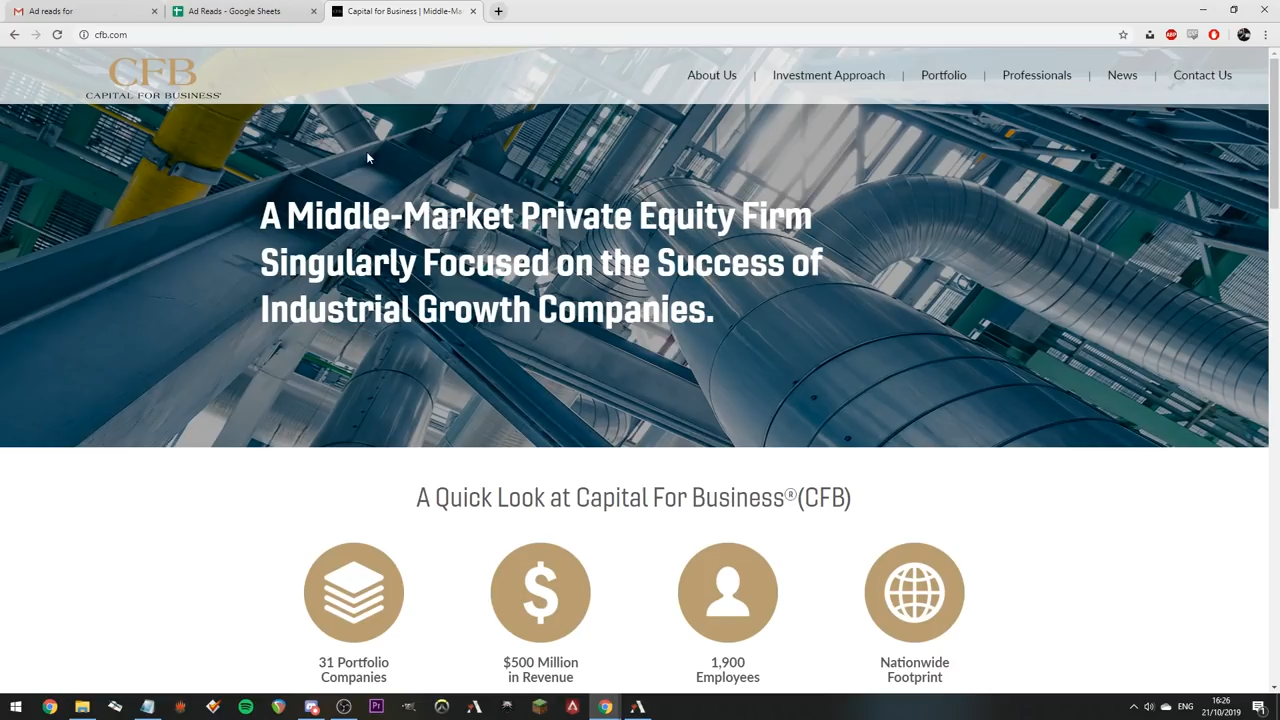 Ad reads for
Ad Reads - Google Sheets
Capital for Business | Middle-Ma
cfb.com
CFB
CAPITAL FOR BUSINESS
About Us | Investment Approach | Portfolio | Professionals | News | Contact Us
A Middle-Market Private Equity Firm
Singularly Focused on the Success of
Industrial Growth Companies.
A Quick Look at Capital For Business®(CFB)
31 Portfolio
Companies
$500 Million
in Revenue
1,900
Employees
Nationwide
Footprint
ENG
16:26
21/10/2019